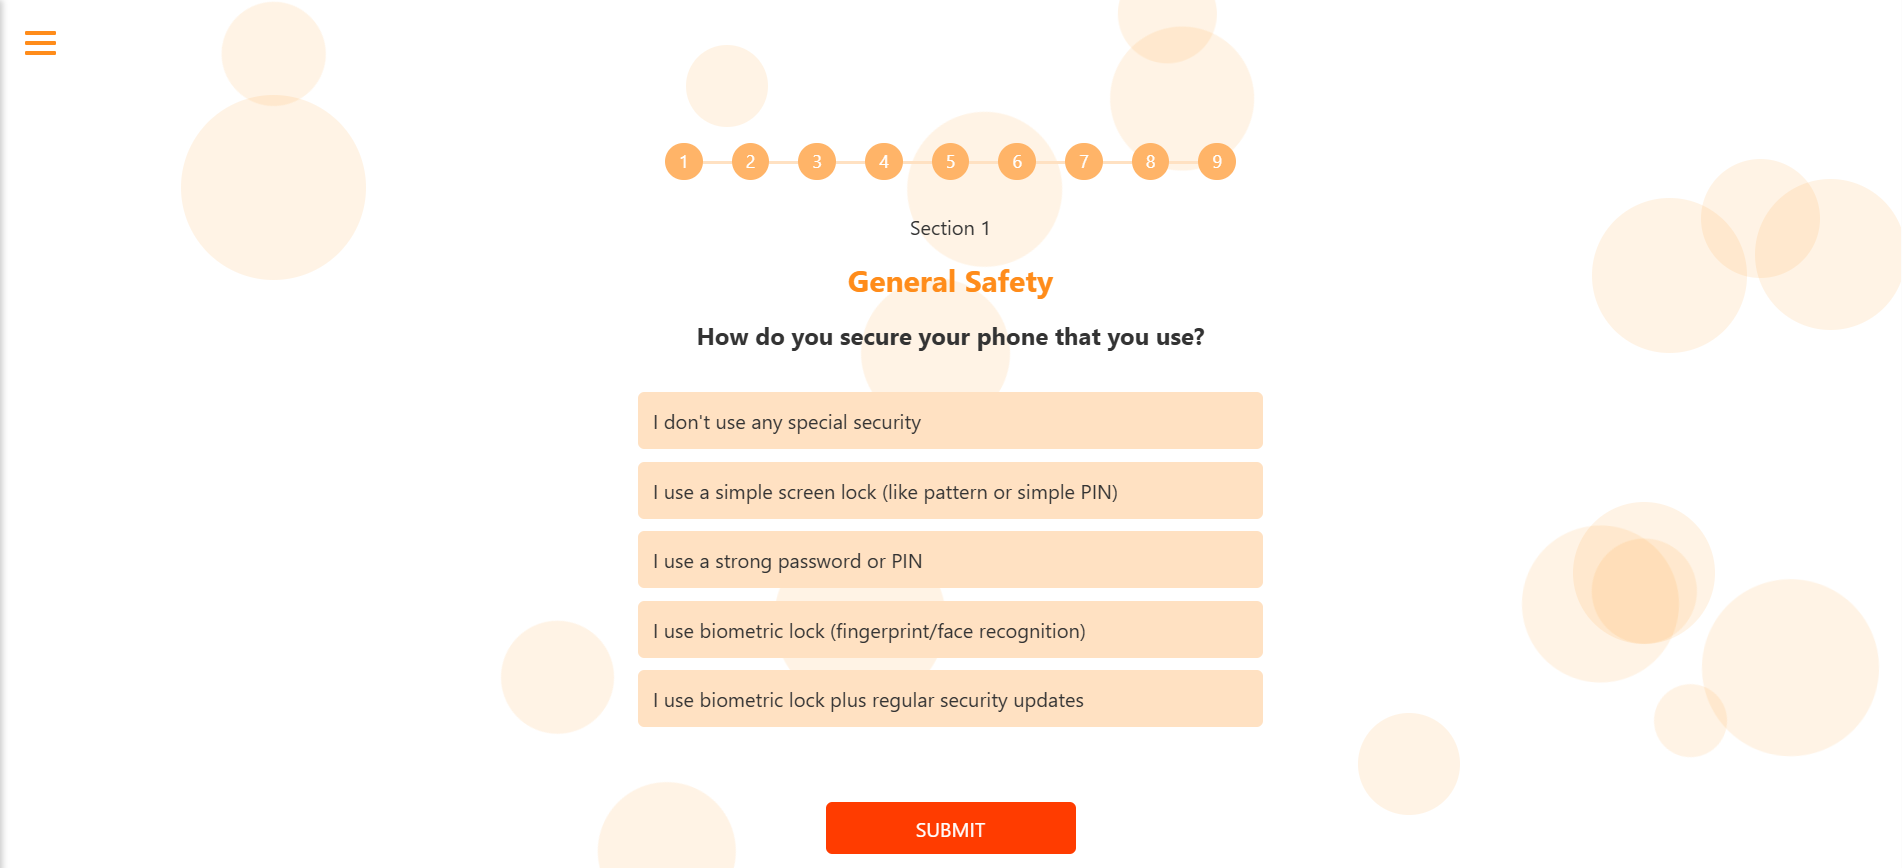 1 2 3 4 5 6 7 8 9
Section 1
General Safety
How do you secure your phone that you use?
I don't use any special security
I use a simple screen lock (like pattern or simple PIN)
I use a strong password or PIN
I use biometric lock (fingerprint/face recognition)
I use biometric lock plus regular security updates
SUBMIT